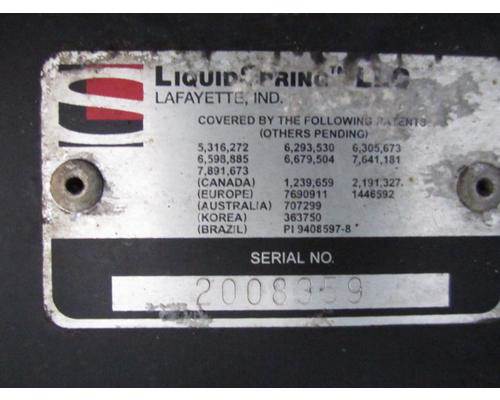 LIQUIDSPRING™ LLC
LAFAYETTE, IND.
COVERED BY THE FOLLOWING PATENTS
(OTHERS PENDING)
5,316,272 6,293,530 6,305,673
6,598,885 6,679,504 7,641,181
7,891,673
(CANADA) 1,239,659 2,191,327
(EUROPE) 7690911 1446592
(AUSTRALIA) 707299
(KOREA) 363750
(BRAZIL) PI 9408597-8
SERIAL NO.
2008359